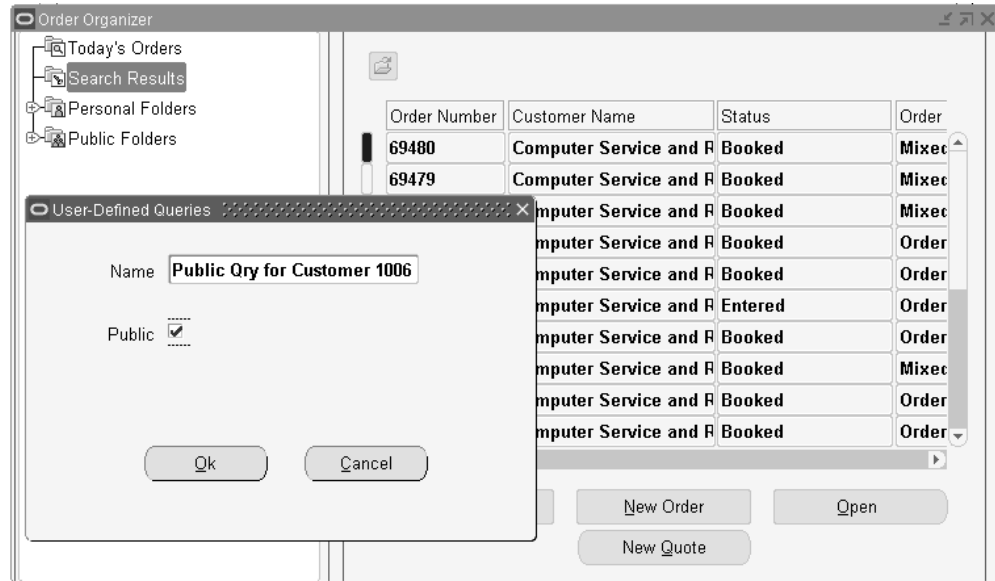 Order Organizer
Today's Orders
Search Results
Personal Folders
Public Folders
Order Number Customer Name Status Order
69480 Computer Service and R Booked Mixed
69479 Computer Service and R Booked Mixed
User-Defined Queries
mputer Service and R Booked Mixed
mputer Service and R Booked Order
mputer Service and R Booked Order
mputer Service and R Entered Order
mputer Service and R Booked Order
mputer Service and R Booked Mixed
mputer Service and R Booked Order
mputer Service and R Booked Order
Name Public Qry for Customer 1006
Public
Ok Cancel
New Order Open
New Quote